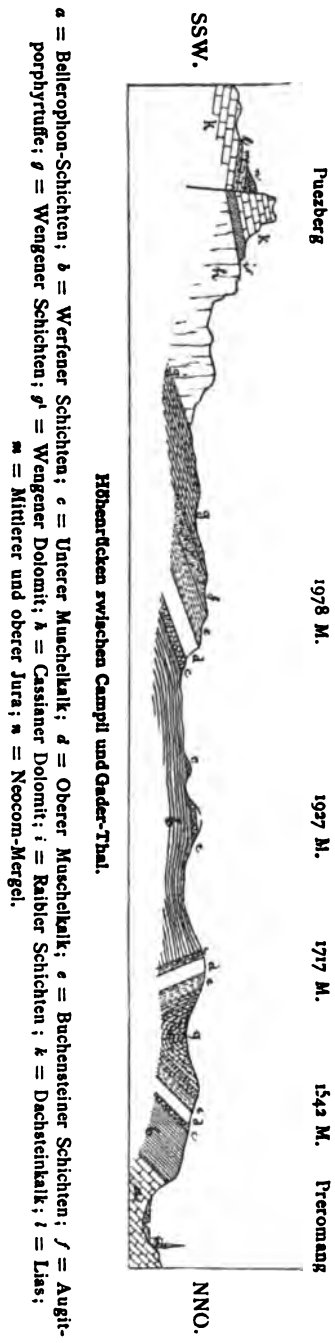 Puezberg 1978 M. 1927 M. 1717 M. 1542 M. Preromang
SSW. NNO.
k l n k i h g f e d c c b c d e g e d c
Höhenrücken zwischen Campil und Gader-Thal.
a = Bellerophon-Schichten; b = Werfener Schichten; c = Unterer Muschelkalk; d = Oberer Muschelkalk; e = Buchensteiner Schichten; f = Augit-
porphyrtuffe; g = Wengener Schichten; g¹ = Wengener Dolomit; h = Cassianer Dolomit; i = Raibler Schichten; k = Dachsteinkalk; l = Lias;
m = Mittlerer und oberer Jura; n = Neocom-Mergel.